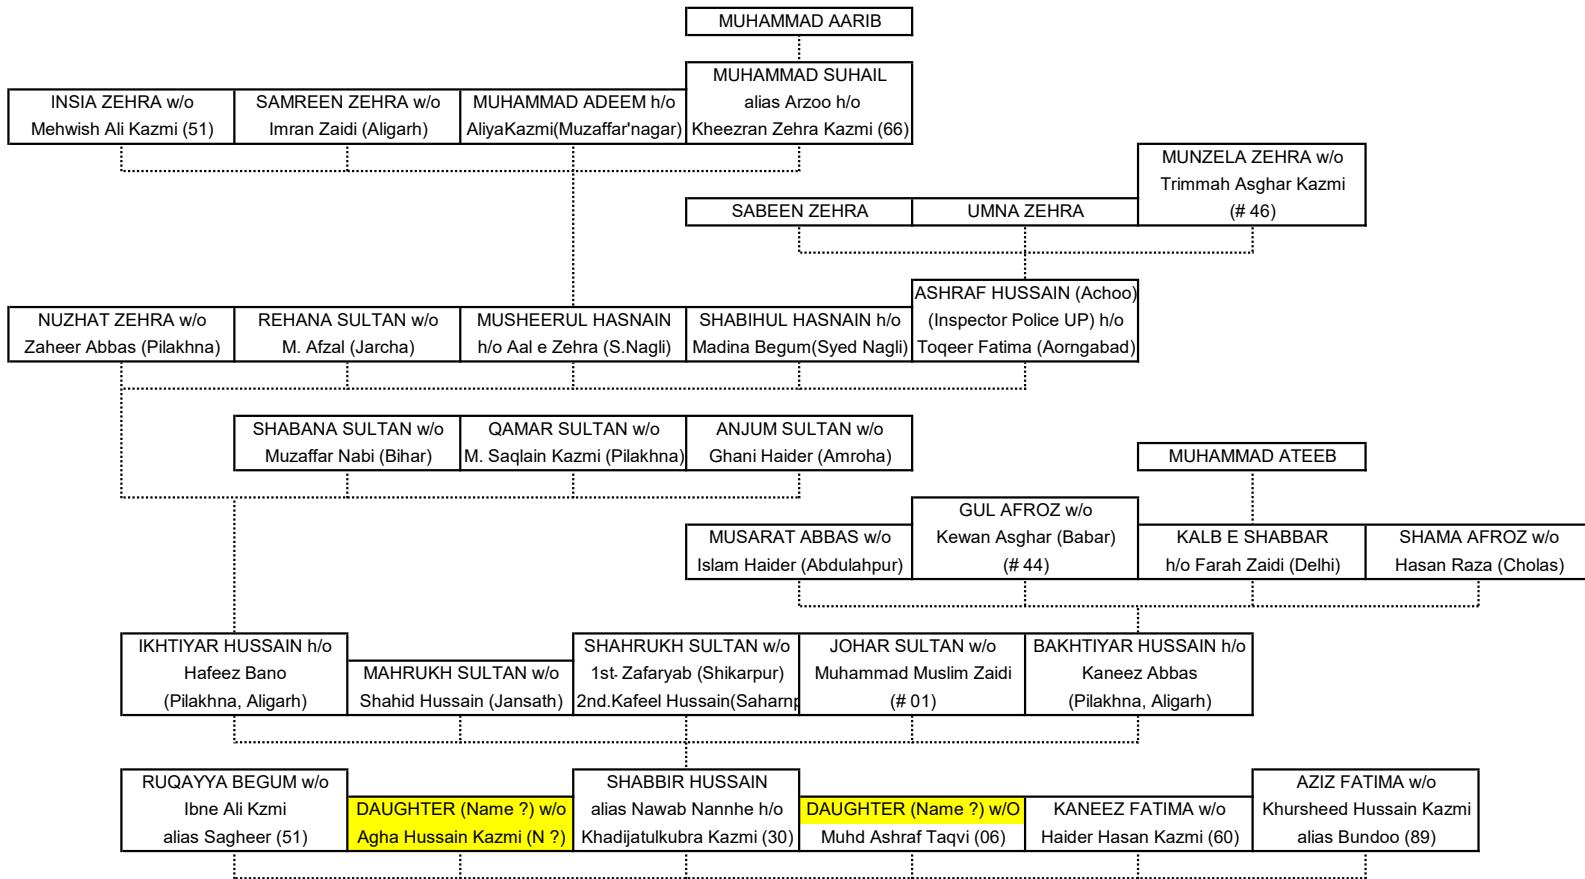 MUHAMMAD AARIB
INSIA ZEHRA w/o
Mehwish Ali Kazmi (51)
SAMREEN ZEHRA w/o
Imran Zaidi (Aligarh)
MUHAMMAD ADEEM h/o
AliyaKazmi(Muzaffar'nagar)
MUHAMMAD SUHAIL
alias Arzoo h/o
Kheezran Zehra Kazmi (66)
SABEEN ZEHRA
UMNA ZEHRA
MUNZELA ZEHRA w/o
Trimmah Asghar Kazmi
(# 46)
NUZHAT ZEHRA w/o
Zaheer Abbas (Pilakhna)
REHANA SULTAN w/o
M. Afzal (Jarcha)
MUSHEERUL HASNAIN
h/o Aal e Zehra (S.Nagli)
SHABIHUL HASNAIN h/o
Madina Begum(Syed Nagli)
ASHRAF HUSSAIN (Achoo)
(Inspector Police UP) h/o
Toqeer Fatima (Aorngabad)
SHABANA SULTAN w/o
Muzaffar Nabi (Bihar)
QAMAR SULTAN w/o
M. Saqlain Kazmi (Pilakhna)
ANJUM SULTAN w/o
Ghani Haider (Amroha)
MUHAMMAD ATEEB
MUSARAT ABBAS w/o
Islam Haider (Abdulahpur)
GUL AFROZ w/o
Kewan Asghar (Babar)
(# 44)
KALB E SHABBAR
h/o Farah Zaidi (Delhi)
SHAMA AFROZ w/o
Hasan Raza (Cholas)
IKHTIYAR HUSSAIN h/o
Hafeez Bano
(Pilakhna, Aligarh)
MAHRUKH SULTAN w/o
Shahid Hussain (Jansath)
SHAHRUKH SULTAN w/o
1st. Zafaryab (Shikarpur)
2nd.Kafeel Hussain(Saharnp
JOHAR SULTAN w/o
Muhammad Muslim Zaidi
(# 01)
BAKHTIYAR HUSSAIN h/o
Kaneez Abbas
(Pilakhna, Aligarh)
RUQAYYA BEGUM w/o
Ibne Ali Kzmi
alias Sagheer (51)
DAUGHTER (Name ?) w/o
Agha Hussain Kazmi (N ?)
SHABBIR HUSSAIN
alias Nawab Nannhe h/o
Khadijatulkubra Kazmi (30)
DAUGHTER (Name ?) w/O
Muhd Ashraf Taqvi (06)
KANEEZ FATIMA w/o
Haider Hasan Kazmi (60)
AZIZ FATIMA w/o
Khursheed Hussain Kazmi
alias Bundoo (89)